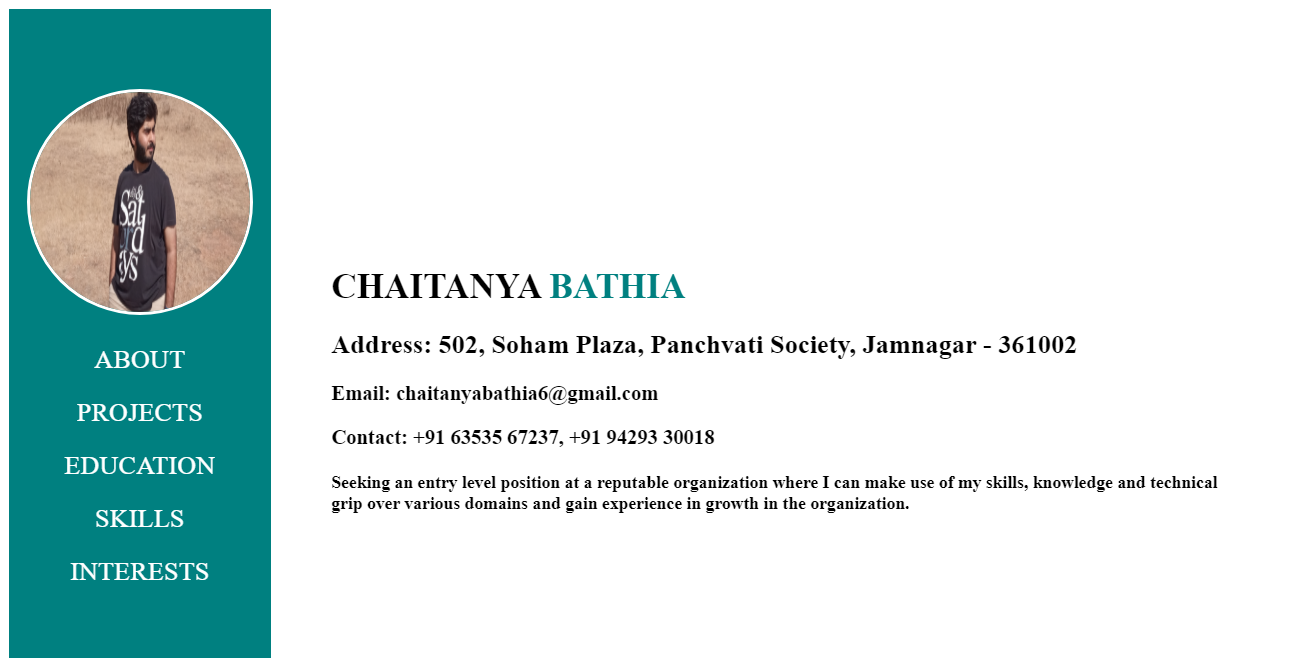 Sat
ays
ABOUT
PROJECTS
EDUCATION
SKILLS
INTERESTS
CHAITANYA BATHIA
Address: 502, Soham Plaza, Panchvati Society, Jamnagar - 361002
Email: chaitanyabathia6@gmail.com
Contact: +91 63535 67237, +91 94293 30018
Seeking an entry level position at a reputable organization where I can make use of my skills, knowledge and technical
grip over various domains and gain experience in growth in the organization.